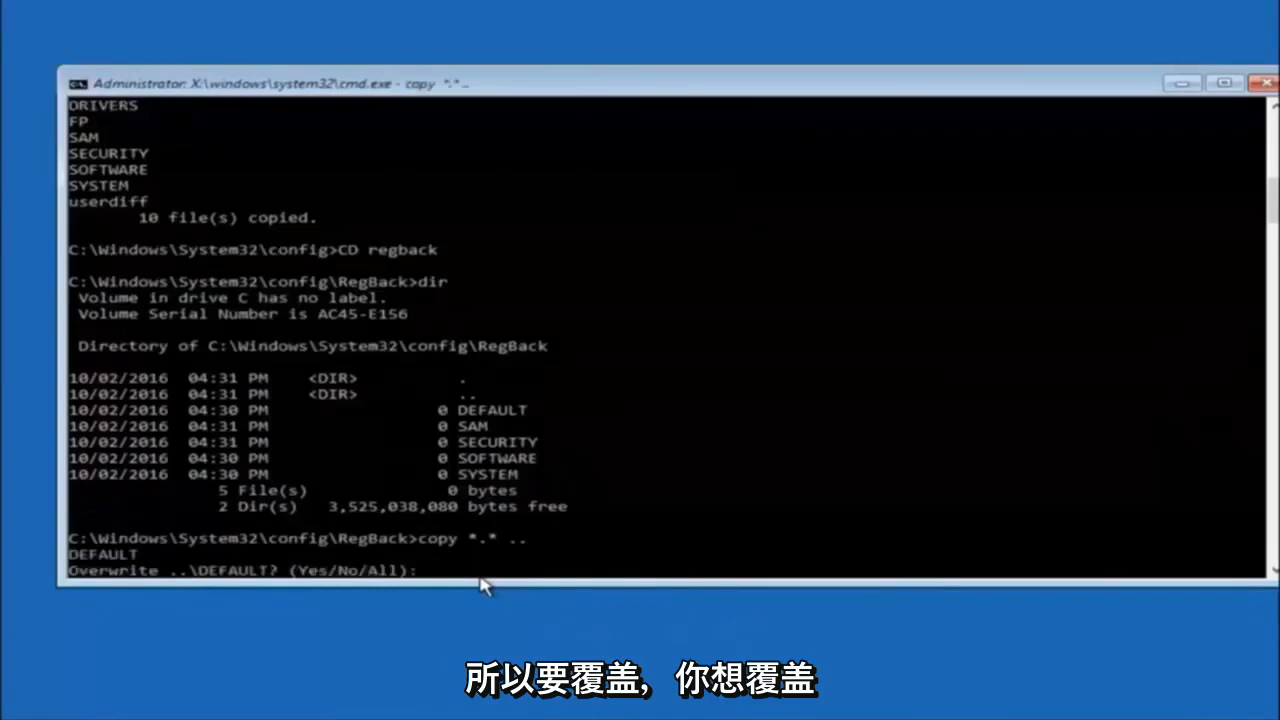 Administrator: X:\windows\system32\cmd.exe - copy *.* ..
DRIVERS
FP
SAM
SECURITY
SOFTWARE
SYSTEM
userdiff
10 file(s) copied.
C:\Windows\System32\config>CD regback
C:\Windows\System32\config\RegBack>dir
Volume in drive C has no label.
Volume Serial Number is AC45-E156
Directory of C:\Windows\System32\config\RegBack
10/02/2016 04:31 PM <DIR> .
10/02/2016 04:31 PM <DIR> ..
10/02/2016 04:30 PM 0 DEFAULT
10/02/2016 04:31 PM 0 SAM
10/02/2016 04:31 PM 0 SECURITY
10/02/2016 04:30 PM 0 SOFTWARE
10/02/2016 04:30 PM 0 SYSTEM
5 File(s) 0 bytes
2 Dir(s) 3,525,038,080 bytes free
C:\Windows\System32\config\RegBack>copy *.* ..
DEFAULT
Overwrite ..\DEFAULT? (Yes/No/All):
所以要覆盖，你想覆盖